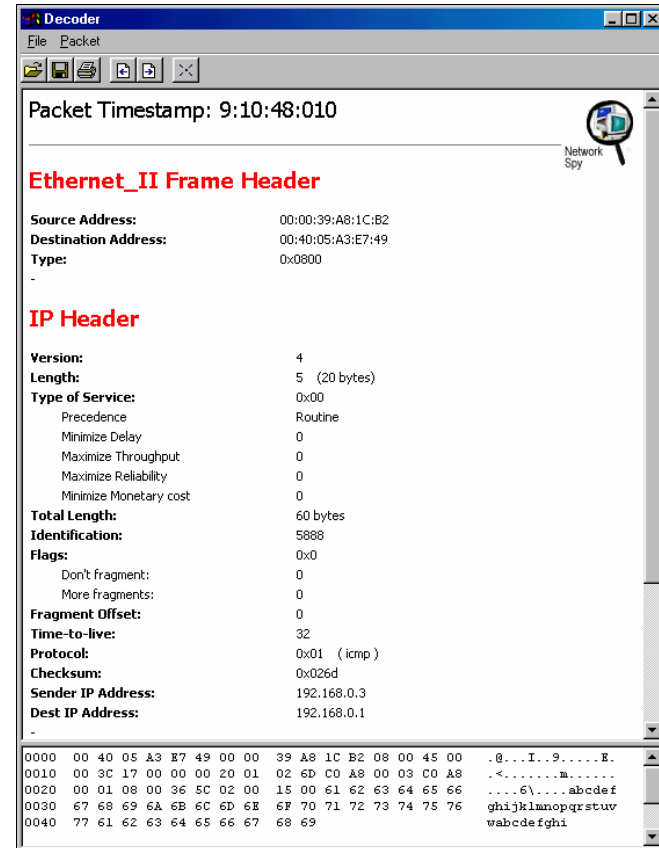 Decoder
File Packet
Packet Timestamp: 9:10:48:010
Network
Spy
Ethernet_II Frame Header
Source Address: 00:00:39:A8:1C:B2
Destination Address: 00:40:05:A3:E7:49
Type: 0x0800
-
IP Header
Version: 4
Length: 5 (20 bytes)
Type of Service: 0x00
Precedence Routine
Minimize Delay 0
Maximize Throughput 0
Maximize Reliability 0
Minimize Monetary cost 0
Total Length: 60 bytes
Identification: 5888
Flags: 0x0
Don't fragment: 0
More fragments: 0
Fragment Offset: 0
Time-to-live: 32
Protocol: 0x01 ( icmp )
Checksum: 0x026d
Sender IP Address: 192.168.0.3
Dest IP Address: 192.168.0.1
-
0000 00 40 05 A3 E7 49 00 00 39 A8 1C B2 08 00 45 00 .@...I..9.....E.
0010 00 3C 17 00 00 00 20 01 02 6D C0 A8 00 03 C0 A8 .<.... ..m......
0020 00 01 08 00 36 5C 02 00 15 00 61 62 63 64 65 66 ....6\....abcdef
0030 67 68 69 6A 6B 6C 6D 6E 6F 70 71 72 73 74 75 76 ghijklmnopqrstuv
0040 77 61 62 63 64 65 66 67 68 69 wabcdefghi